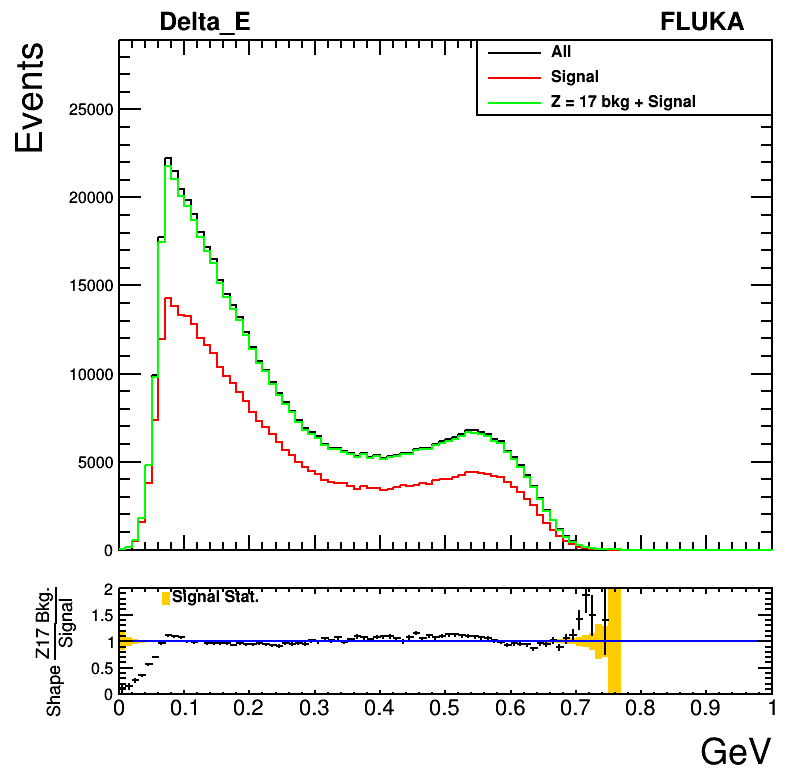 Delta_E FLUKA
Events
All
Signal
Z = 17 bkg + Signal
25000
20000
15000
10000
5000
0
Shape Z17 Bkg. / Signal
Signal Stat.
2
1.5
1
0.5
0
0 0.1 0.2 0.3 0.4 0.5 0.6 0.7 0.8 0.9 1
GeV